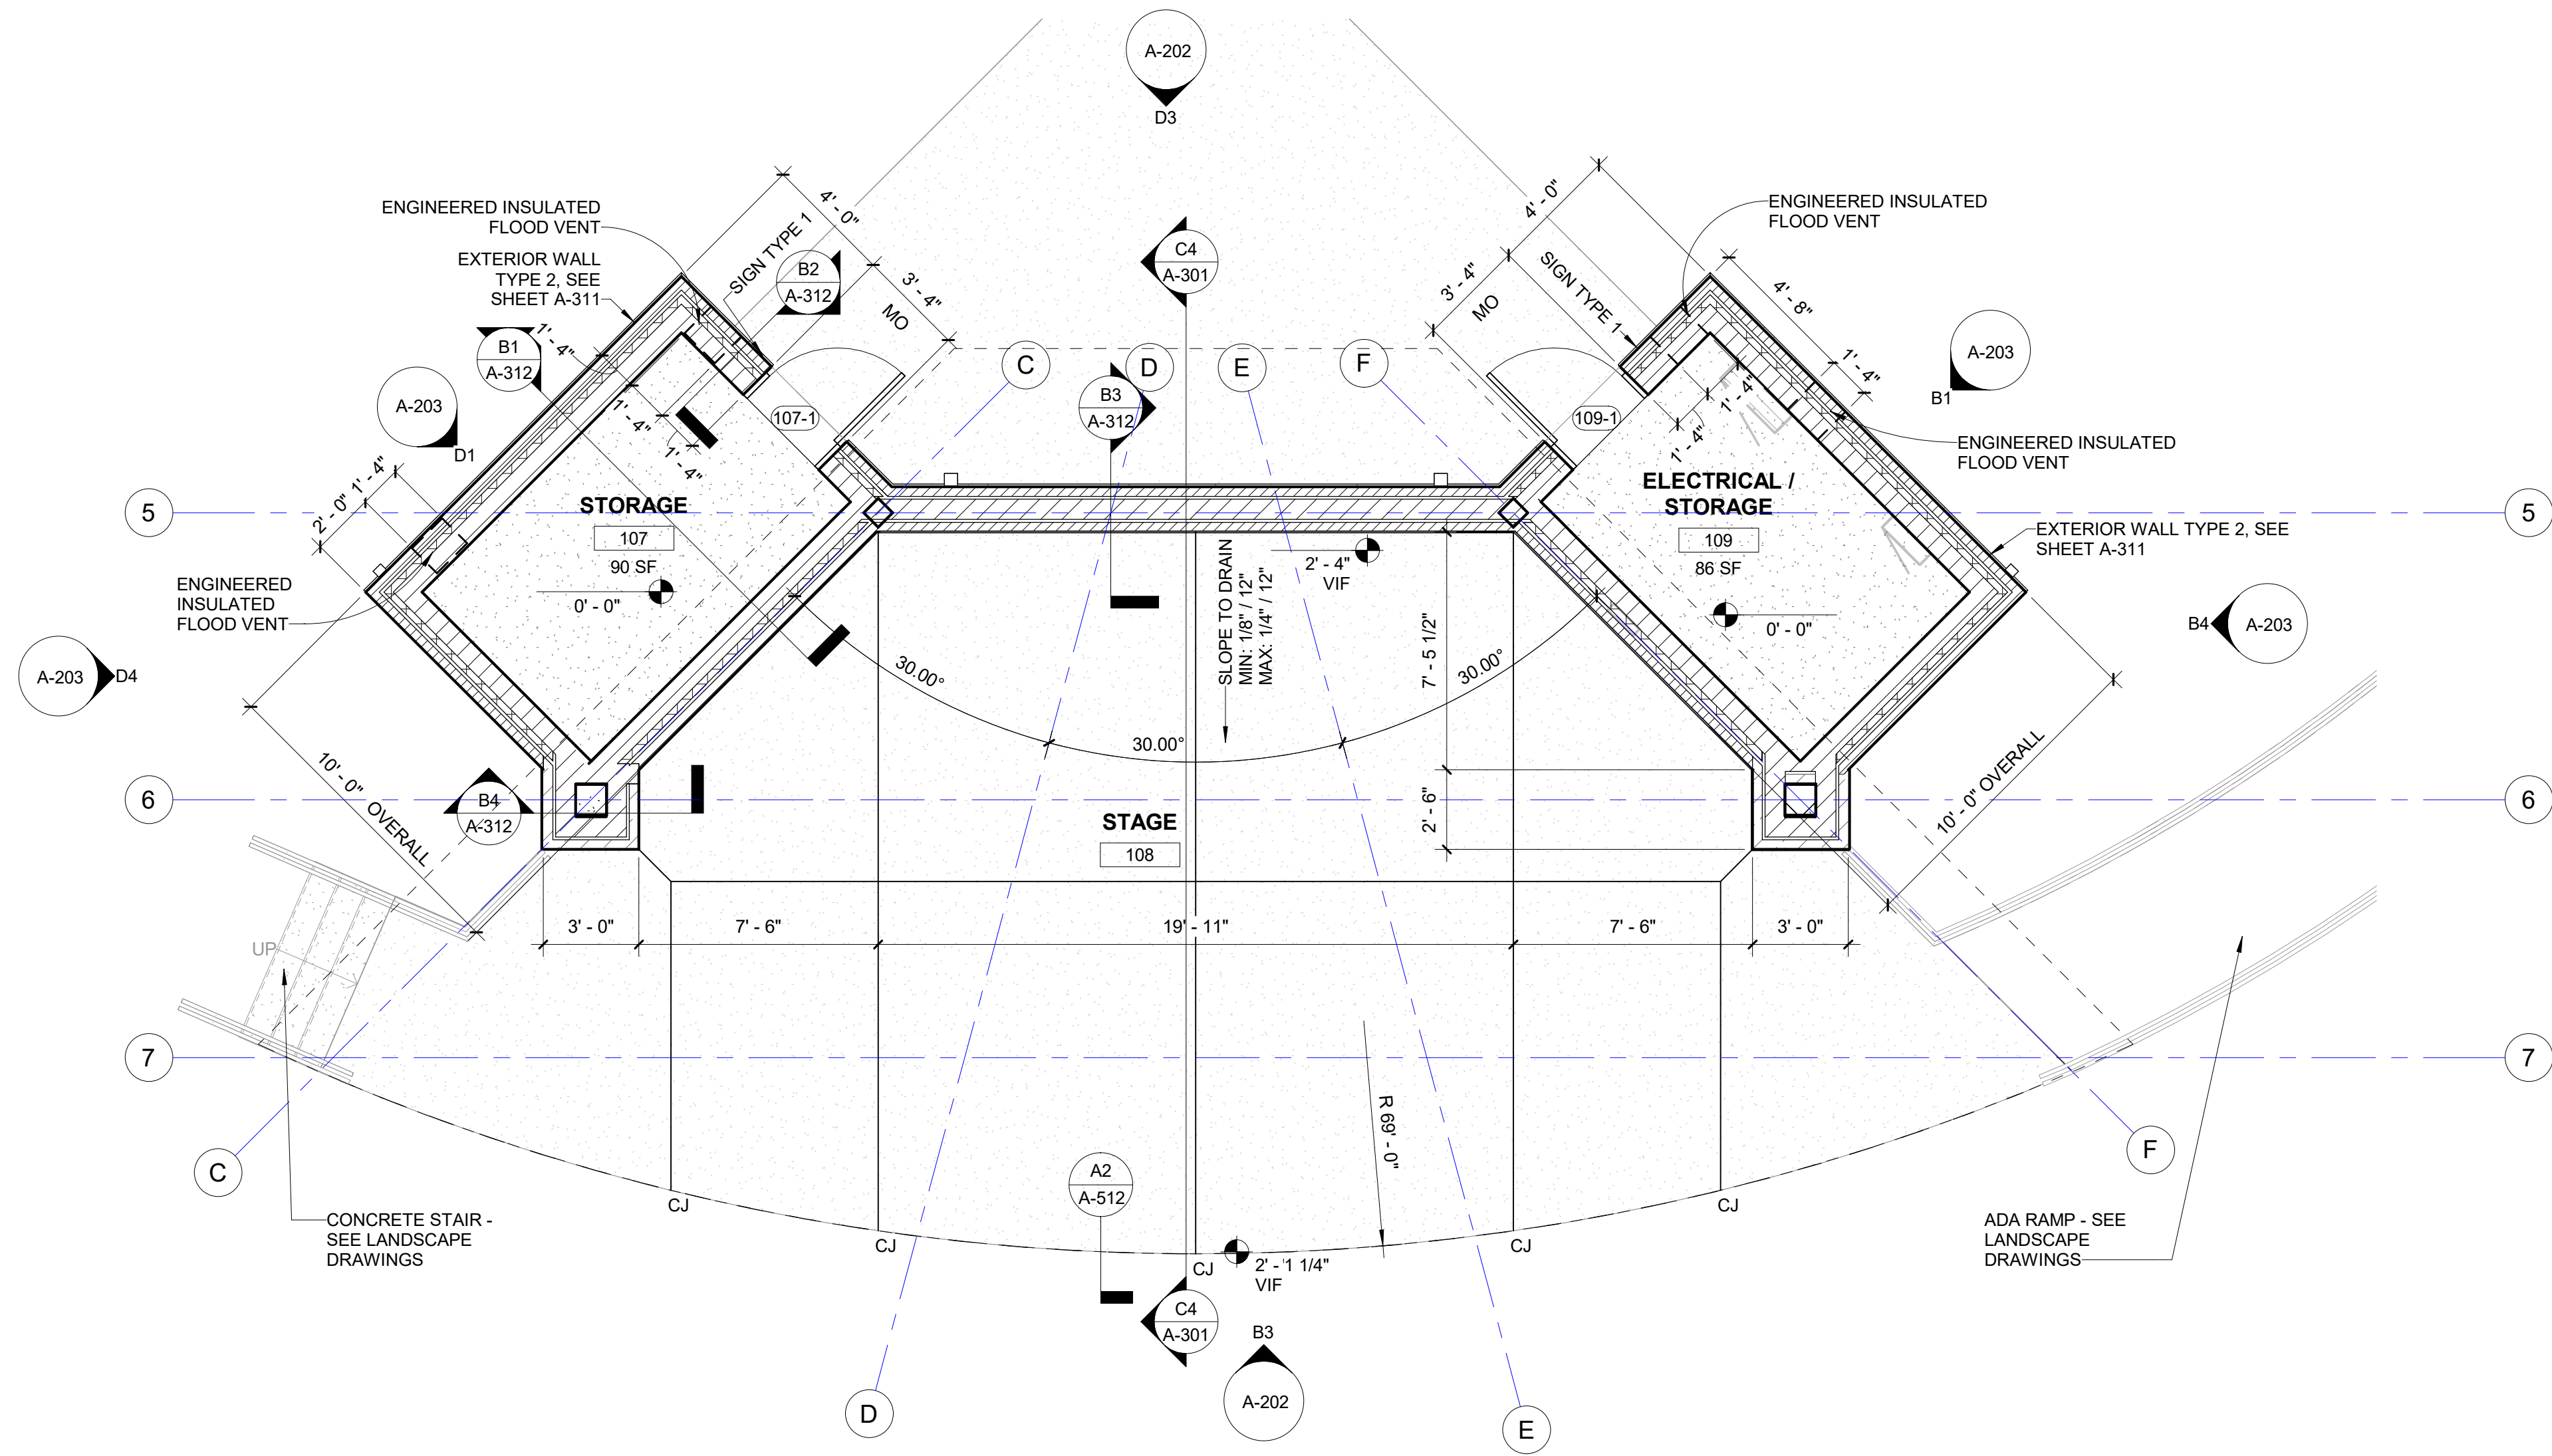 A-202
D3
ENGINEERED INSULATED
FLOOD VENT
EXTERIOR WALL
TYPE 2, SEE
SHEET A-311
SIGN TYPE 1
4' - 0"
3' - 4"
MO
B2
A-312
B1
A-312
1' - 4"
1' - 4"
1' - 4"
A-203
D1
2' - 0"
1' - 4"
C4
A-301
C
D
E
F
B3
A-312
4' - 0"
3' - 4"
MO
SIGN TYPE 1
ENGINEERED INSULATED
FLOOD VENT
4' - 8"
1' - 4"
1' - 4"
1' - 4"
A-203
B1
ENGINEERED INSULATED
FLOOD VENT
107-1
109-1
5
STORAGE
107
90 SF
0' - 0"
ELECTRICAL /
STORAGE
109
86 SF
0' - 0"
EXTERIOR WALL TYPE 2, SEE
SHEET A-311
5
ENGINEERED
INSULATED
FLOOD VENT
SLOPE TO DRAIN
MIN: 1/8" / 12"
MAX: 1/4" / 12"
2' - 4"
VIF
7' - 5 1/2"
2' - 6"
30.00°
30.00°
30.00°
A-203
D4
B4
A-203
10' - 0" OVERALL
10' - 0" OVERALL
6
B4
A-312
STAGE
108
6
3' - 0"
7' - 6"
19' - 11"
7' - 6"
3' - 0"
UP
7
7
R 69' - 0"
C
F
A2
A-512
CJ
CJ
CJ
CJ
CJ
CONCRETE STAIR -
SEE LANDSCAPE
DRAWINGS
2' - 1 1/4"
VIF
ADA RAMP - SEE
LANDSCAPE
DRAWINGS
C4
A-301
B3
A-202
D
E